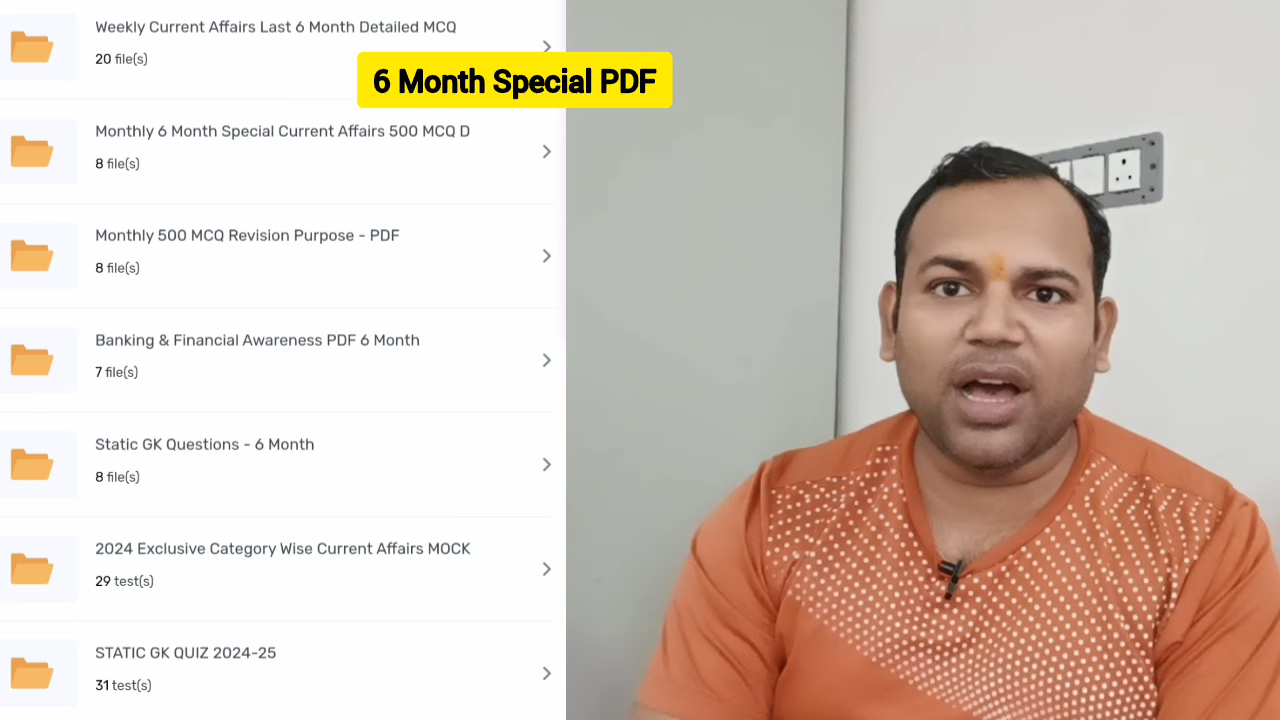 Weekly Current Affairs Last 6 Month Detailed MCQ
20 file(s)
6 Month Special PDF
Monthly 6 Month Special Current Affairs 500 MCQ D
8 file(s)
Monthly 500 MCQ Revision Purpose - PDF
8 file(s)
Banking & Financial Awareness PDF 6 Month
7 file(s)
Static GK Questions - 6 Month
8 file(s)
2024 Exclusive Category Wise Current Affairs MOCK
29 test(s)
STATIC GK QUIZ 2024-25
31 test(s)